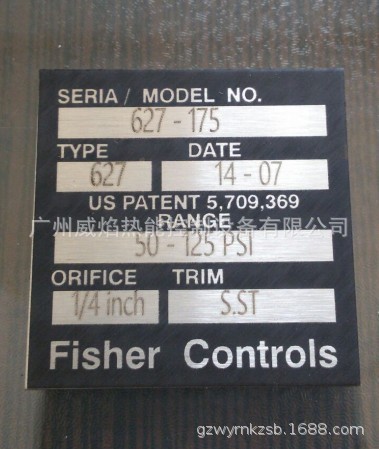 SERIA / MODEL NO.
627-175
TYPE DATE
627 14-07
US PATENT 5,709,369
广州威焰热能控制设备有限公司
RANGE
50-125 PSI
ORIFICE TRIM
1/4 inch S.ST
Fisher Controls
gzwyrnkzsb.1688.com